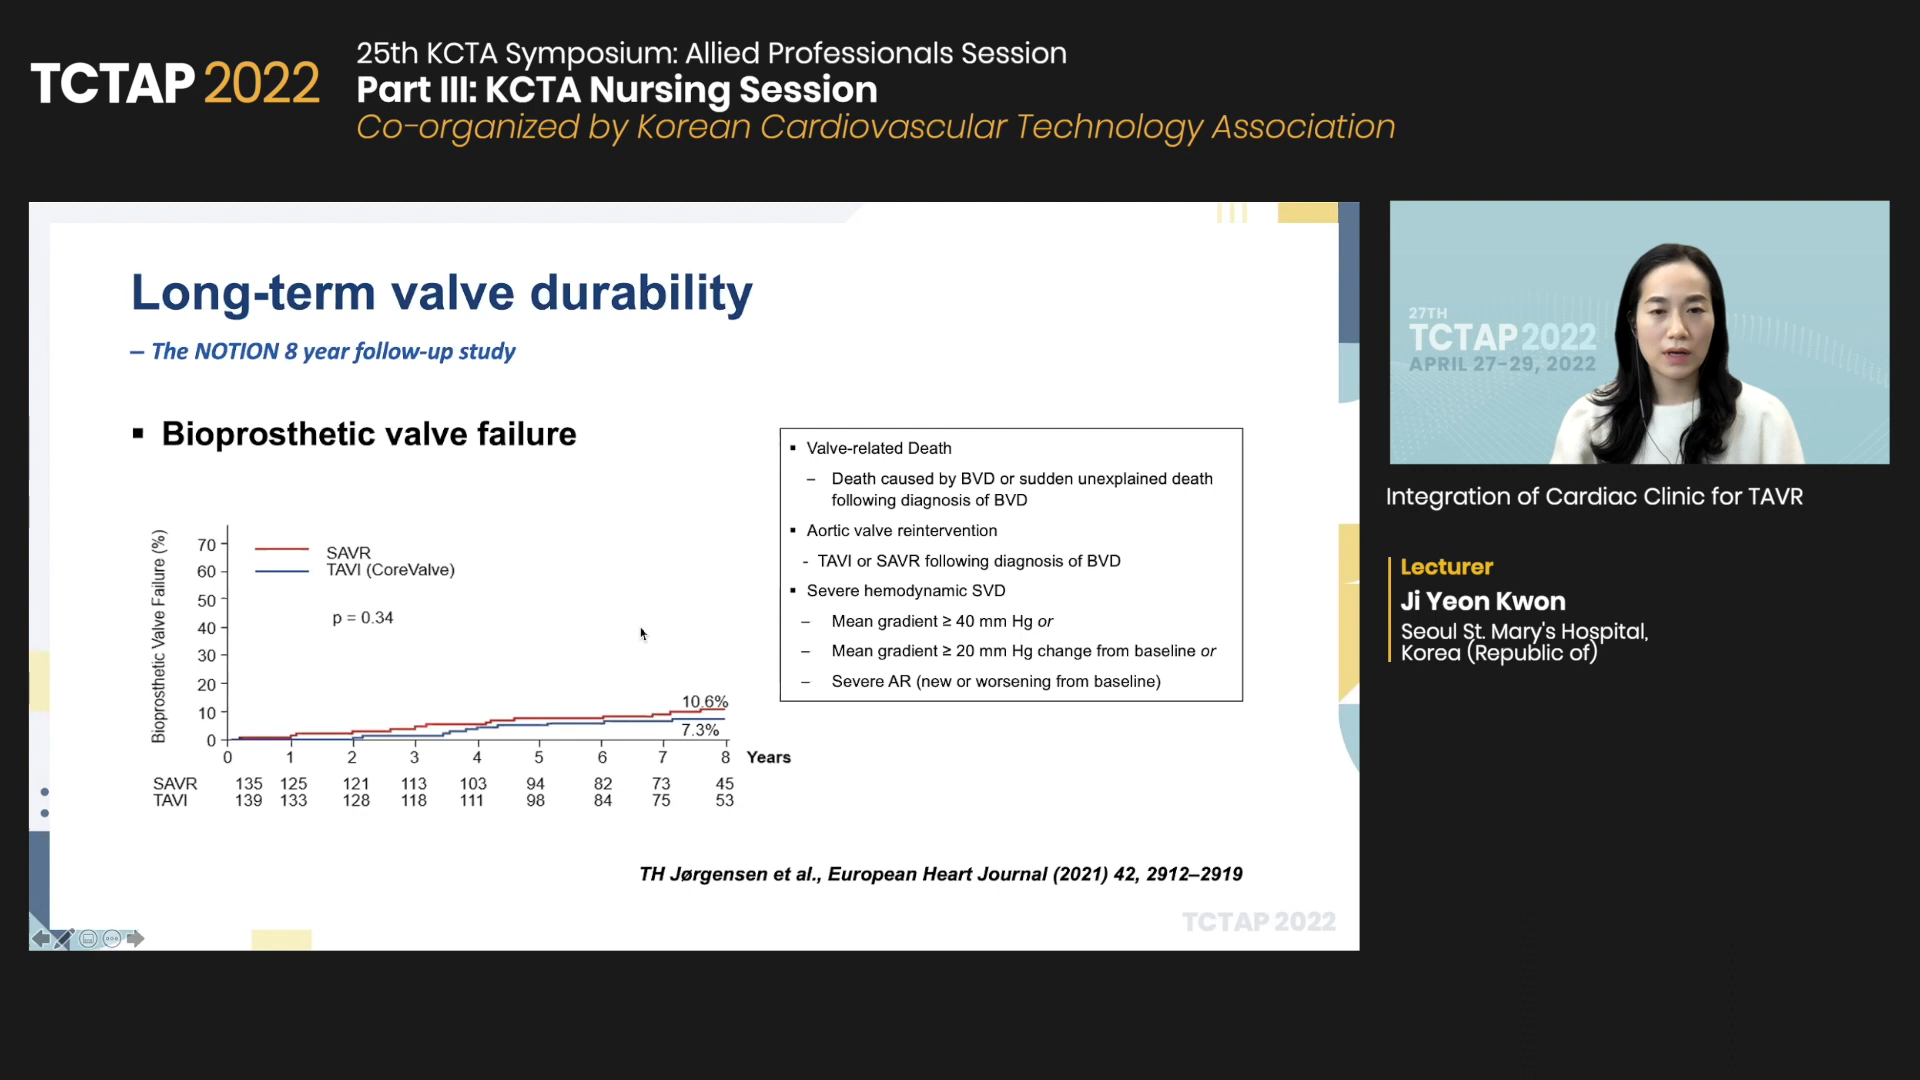 TCTAP 2022
25th KCTA Symposium: Allied Professionals Session
Part III: KCTA Nursing Session
Co-organized by Korean Cardiovascular Technology Association
Long-term valve durability
– The NOTION 8 year follow-up study
▪ Bioprosthetic valve failure
Bioprosthetic Valve Failure (%)
70
60
50
40
30
20
10
0
SAVR
TAVI (CoreValve)
p = 0.34
10.6%
7.3%
0 1 2 3 4 5 6 7 8 Years
SAVR 135 125 121 113 103 94 82 73 45
TAVI 139 133 128 118 111 98 84 75 53
▪ Valve-related Death
– Death caused by BVD or sudden unexplained death
following diagnosis of BVD
▪ Aortic valve reintervention
- TAVI or SAVR following diagnosis of BVD
▪ Severe hemodynamic SVD
– Mean gradient ≥ 40 mm Hg or
– Mean gradient ≥ 20 mm Hg change from baseline or
– Severe AR (new or worsening from baseline)
TH Jørgensen et al., European Heart Journal (2021) 42, 2912–2919
TCTAP 2022
27TH
TCTAP 2022
APRIL 27-29, 2022
Integration of Cardiac Clinic for TAVR
Lecturer
Ji Yeon Kwon
Seoul St. Mary's Hospital,
Korea (Republic of)